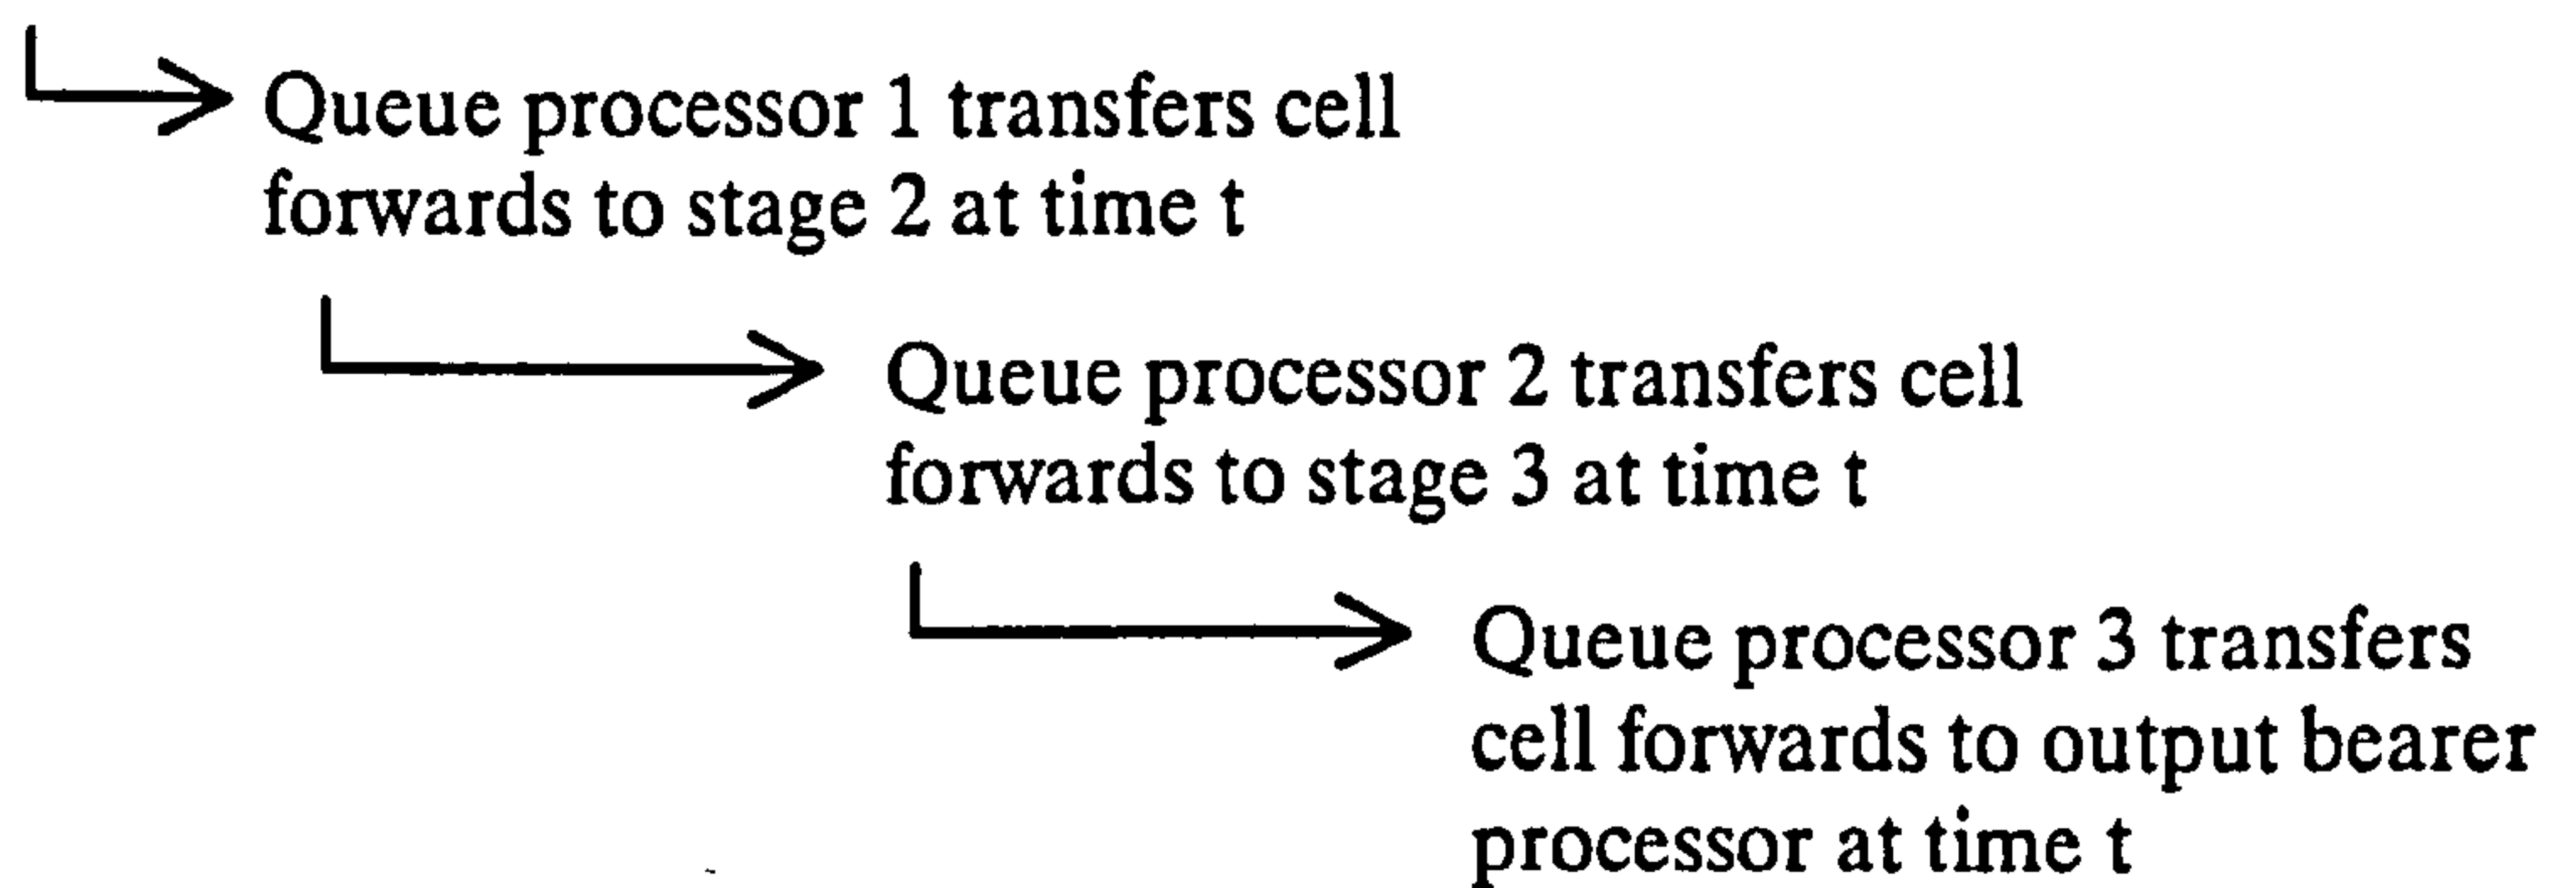 Queue processor 1 transfers cell
forwards to stage 2 at time t
Queue processor 2 transfers cell
forwards to stage 3 at time t
Queue processor 3 transfers
cell forwards to output bearer
processor at time t